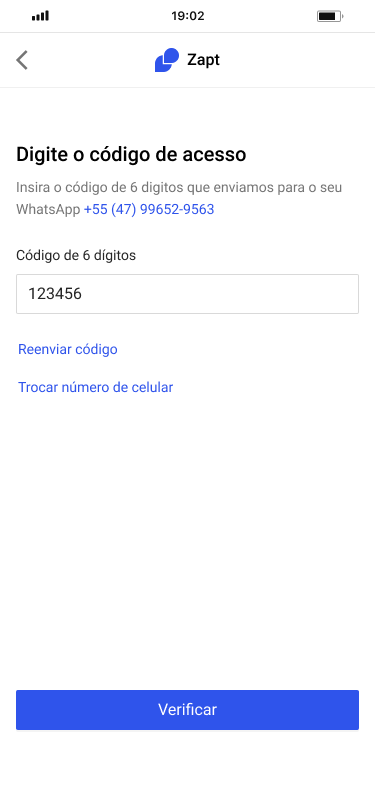 19:02
Zapt
Digite o código de acesso
Insira o código de 6 digitos que enviamos para o seu
WhatsApp +55 (47) 99652-9563
Código de 6 dígitos
123456
Reenviar código
Trocar número de celular
Verificar